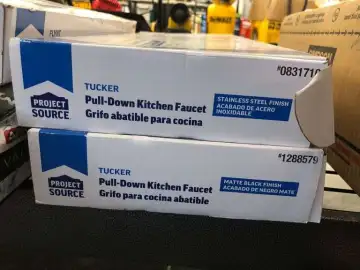 DEWALT
#0831710
TUCKER
Pull-Down Kitchen Faucet
Grifo abatible para cocina
STAINLESS STEEL FINISH
ACABADO DE ACERO
INOXIDABLE
PROJECT
SOURCE
#1288579
TUCKER
Pull-Down Kitchen Faucet
Grifo para cocina abatible
MATTE BLACK FINISH
ACABADO DE NEGRO MATE
PROJECT
SOURCE